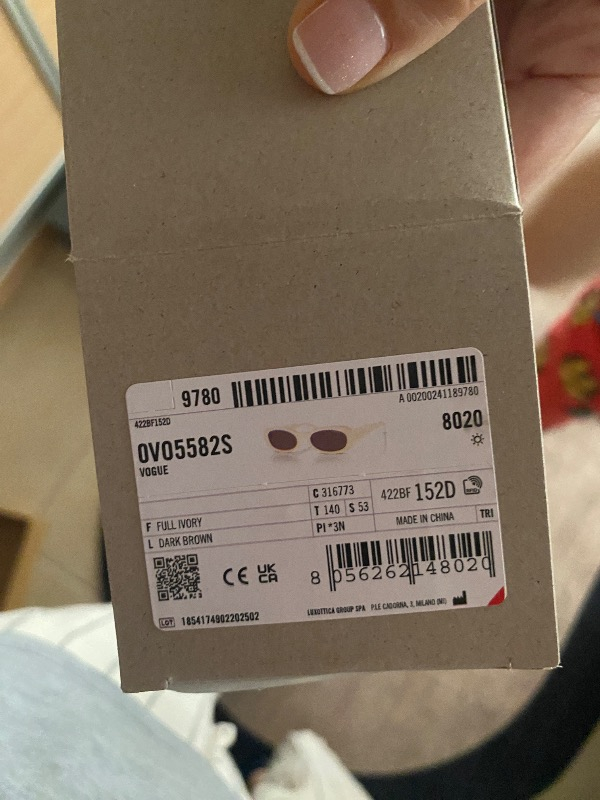 9780
A 00200241189780
422BF152D
0VO5582S
VOGUE
8020
C 316773
T 140 S 53
PI *3N
422BF 152D
MADE IN CHINA
TRI
F FULL IVORY
L DARK BROWN
CE UK CA
8 056262 148020
LOT 1854174902202502
LUXOTTICA GROUP SPA P.LE CADORNA, 3, MILANO (MI)